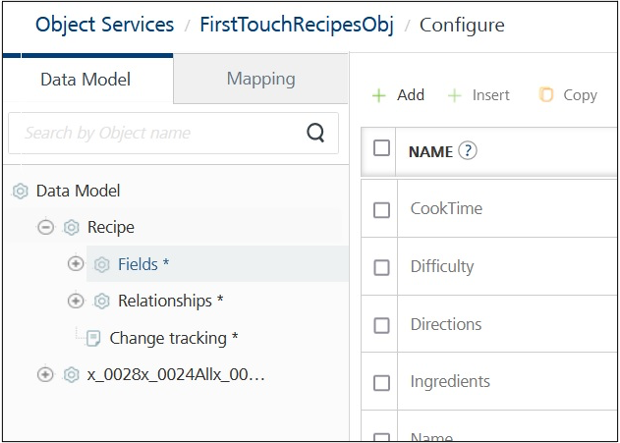 Object Services / FirstTouchRecipesObj / Configure
Data Model
Mapping
Search by Object name
Data Model
Recipe
Fields *
Relationships *
Change tracking *
x_0028x_0024Allx_00...
Add Insert Copy
NAME ?
CookTime
Difficulty
Directions
Ingredients
Name